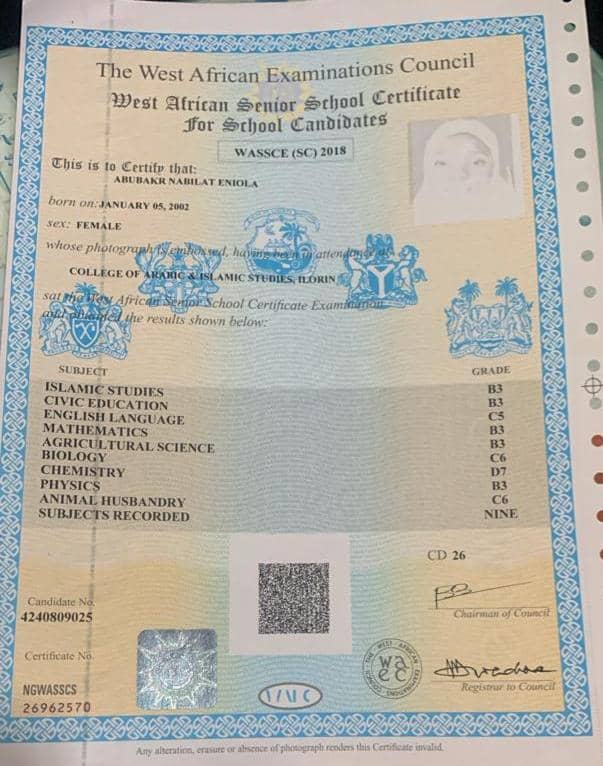 The West African Examinations Council
West African Senior School Certificate
For School Candidates
WASSCE (SC) 2018
This is to Certify that:
ABUBAKR NABILAT ENIOLA
born on: JANUARY 05, 2002
sex: FEMALE
whose photograph is embossed, having been in attendance at
COLLEGE OF ARABIC & ISLAMIC STUDIES, ILORIN
sat the West African Senior School Certificate Examination
and obtained the results shown below:
SUBJECT GRADE
ISLAMIC STUDIES B3
CIVIC EDUCATION B3
ENGLISH LANGUAGE C5
MATHEMATICS B3
AGRICULTURAL SCIENCE B3
BIOLOGY C6
CHEMISTRY D7
PHYSICS B3
ANIMAL HUSBANDRY C6
SUBJECTS RECORDED NINE
CD 26
Chairman of Council
Candidate No.
4240809025
Certificate No.
NGWASSCS
26962570
THE WEST AFRICAN EXAMINATIONS COUNCIL
wa
ec
Registrar to Council
WAEC
Any alteration, erasure or absence of photograph renders this Certificate invalid.